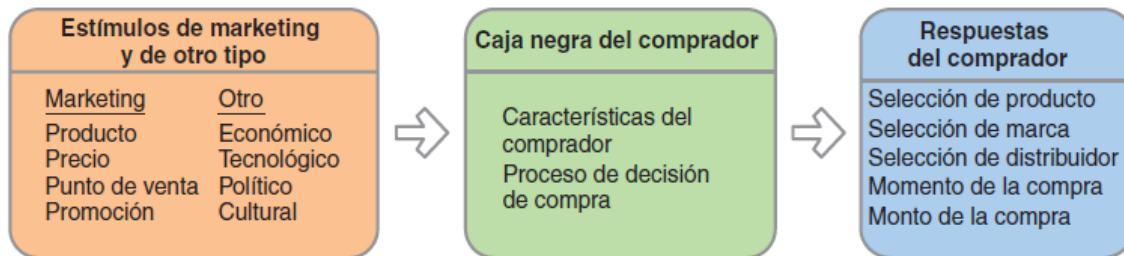 Estímulos de marketing
y de otro tipo
Marketing Otro
Producto Económico
Precio Tecnológico
Punto de venta Político
Promoción Cultural
Caja negra del comprador
Características del
comprador
Proceso de decisión
de compra
Respuestas
del comprador
Selección de producto
Selección de marca
Selección de distribuidor
Momento de la compra
Monto de la compra